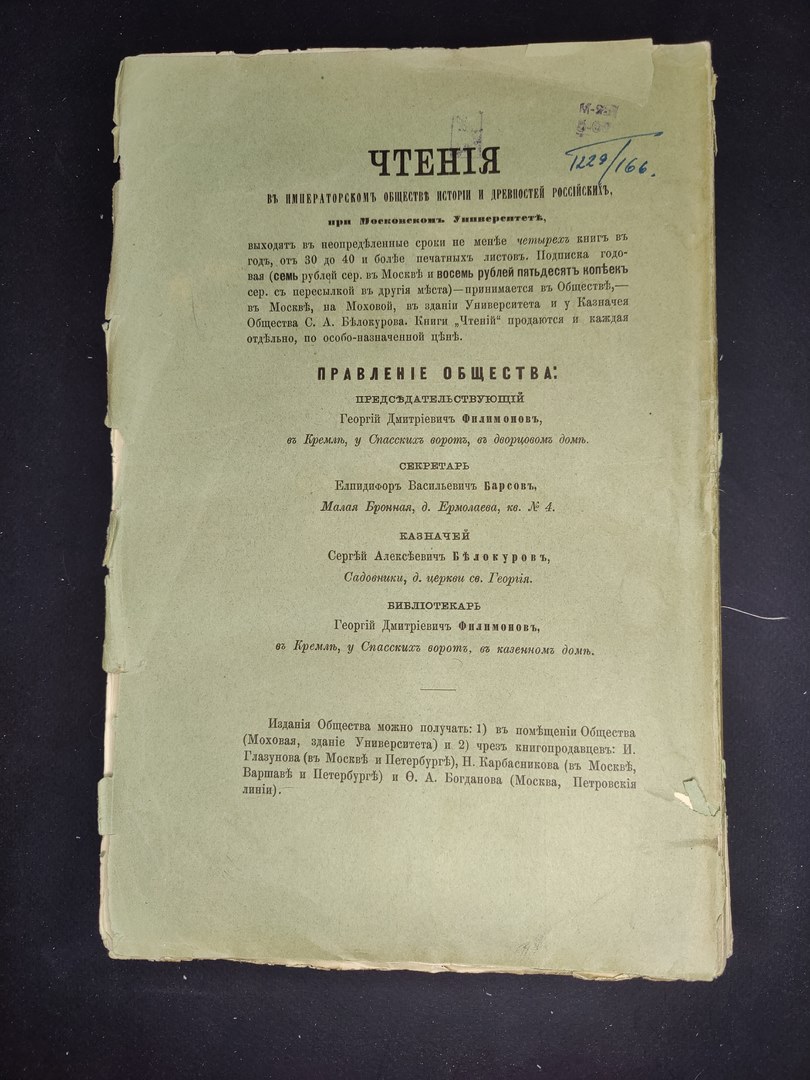 ЧТЕНІЯ
1229/166.
ВЪ ИМПЕРАТОРСКОМЪ ОБЩЕСТВѢ ИСТОРІИ И ДРЕВНОСТЕЙ РОССІЙСКИХЪ,
при Московскомъ Университетѣ,
выходятъ въ неопредѣленные сроки не менѣе четырехъ книгъ въ
годъ, отъ 30 до 40 и болѣе печатныхъ листовъ. Подписка годо-
вая (семь рублей сер. въ Москвѣ и восемь рублей пятьдесятъ копѣекъ
сер. съ пересылкой въ другія мѣста)—принимается въ Обществѣ,—
въ Москвѣ, на Моховой, въ зданіи Университета и у Казначея
Общества С. А. Бѣлокурова. Книги „Чтеній“ продаются и каждая
отдѣльно, по особо-назначенной цѣнѣ.
ПРАВЛЕНІЕ ОБЩЕСТВА:
ПРЕДСѢДАТЕЛЬСТВУЮЩІЙ
Георгій Дмитріевичъ Филимоновъ,
въ Кремлѣ, у Спасскихъ воротъ, въ дворцовомъ домѣ.
СЕКРЕТАРЬ
Елпидифоръ Васильевичъ Барсовъ,
Малая Бронная, д. Ермолаева, кв. № 4.
КАЗНАЧЕЙ
Сергѣй Алексѣевичъ Бѣлокуровъ,
Садовники, д. церкви св. Георгія.
БИБЛІОТЕКАРЬ
Георгій Дмитріевичъ Филимоновъ,
въ Кремлѣ, у Спасскихъ воротъ, въ казенномъ домѣ.
Изданія Общества можно получать: 1) въ помѣщеніи Общества
(Моховая, зданіе Университета) и 2) чрезъ книгопродавцевъ: И.
Глазунова (въ Москвѣ и Петербургѣ), Н. Карбасникова (въ Москвѣ,
Варшавѣ и Петербургѣ) и Ѳ. А. Богданова (Москва, Петровскія
линіи).